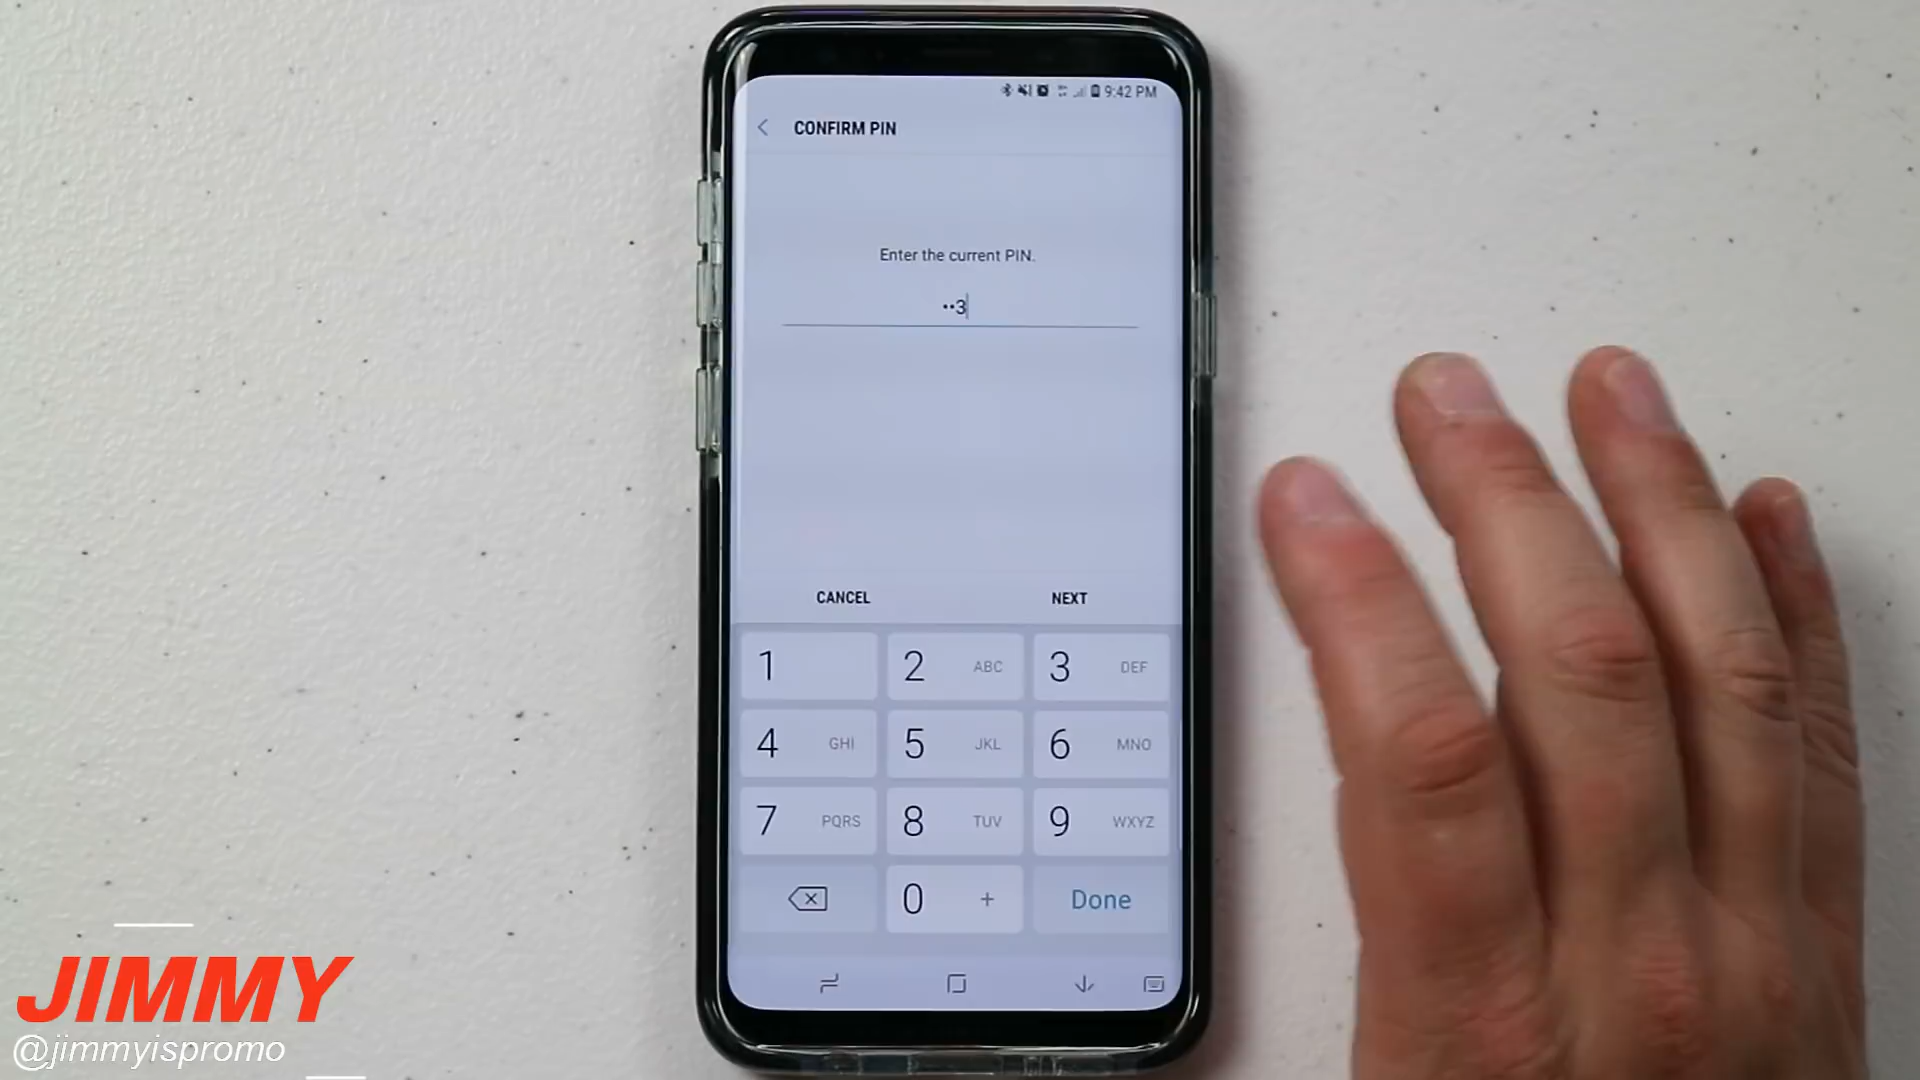 9:42 PM
CONFIRM PIN
Enter the current PIN.
••3
CANCEL NEXT
1 2 ABC 3 DEF
4 GHI 5 JKL 6 MNO
7 PQRS 8 TUV 9 WXYZ
0 + Done
JIMMY
@jimmyispromo